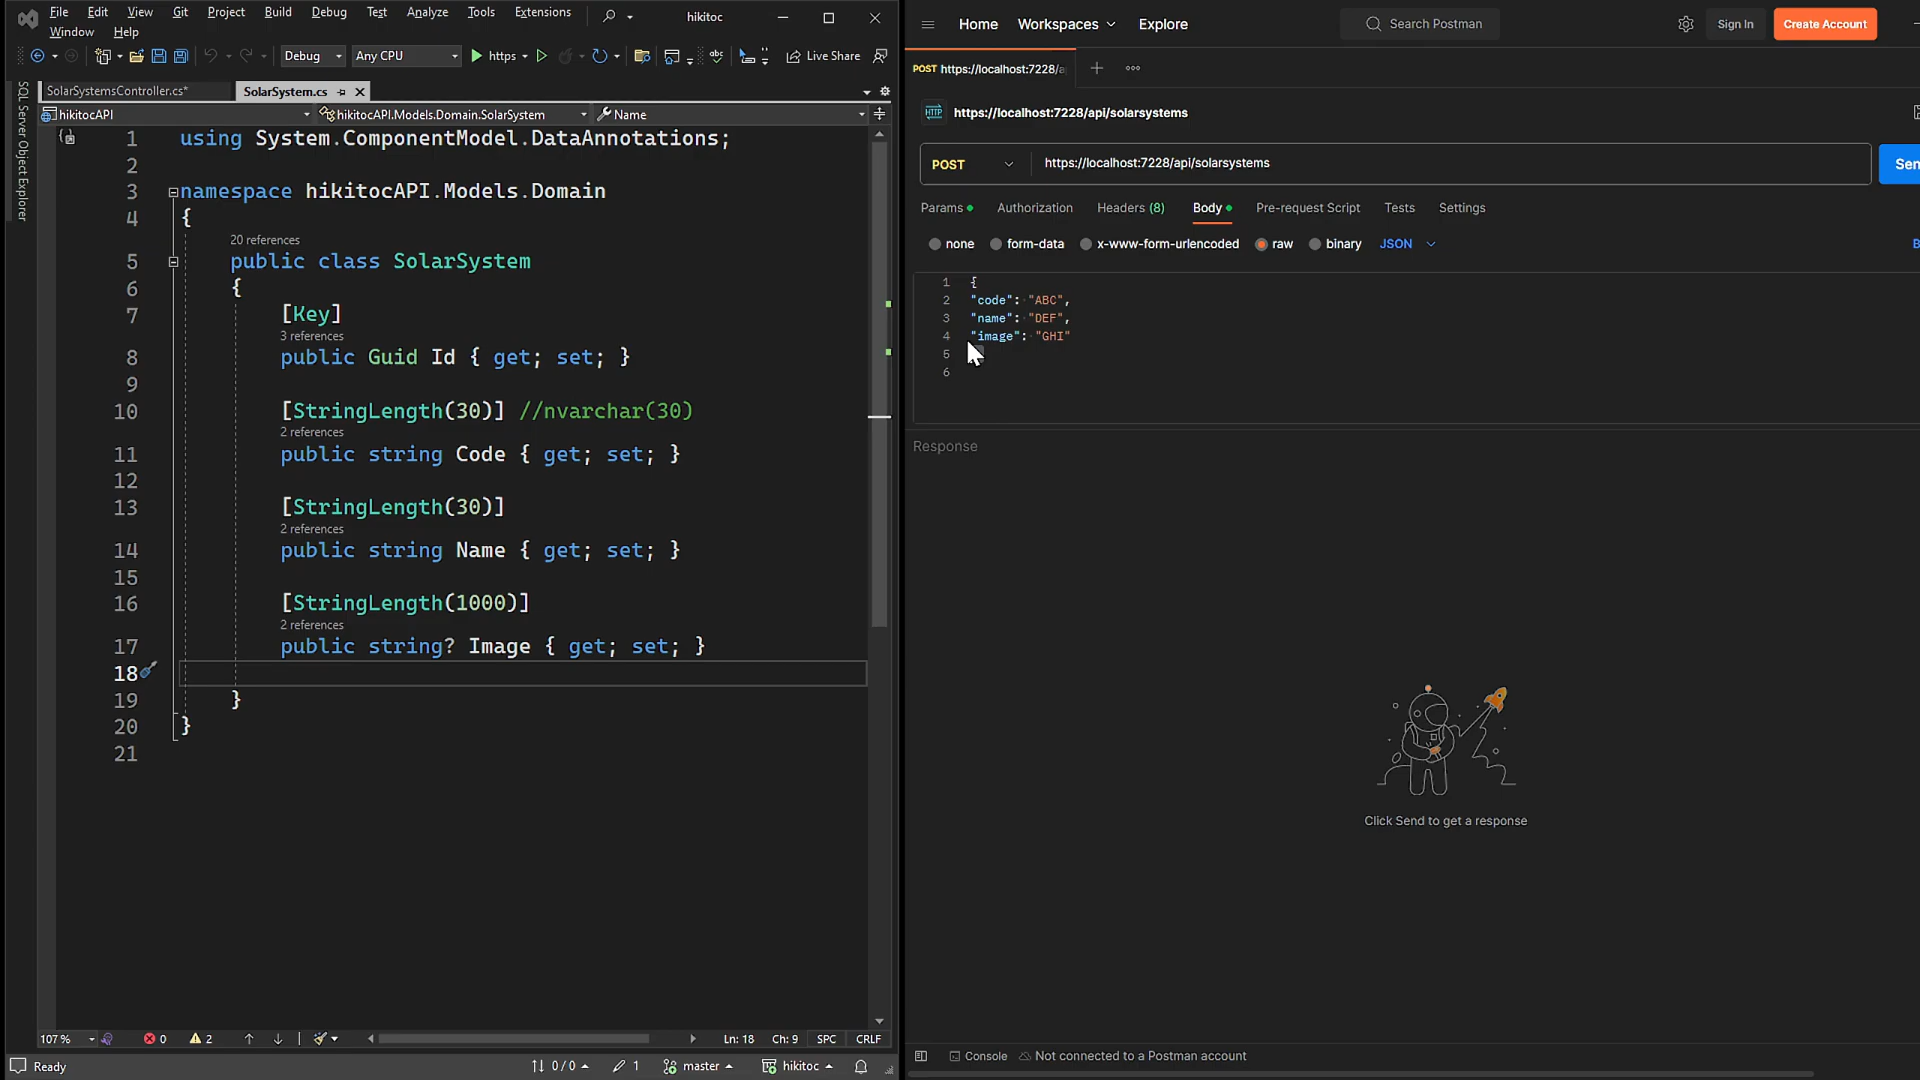 File Edit View Git Project Build Debug Test Analyze Tools Extensions
hikitoc
Window Help
Debug
Any CPU
https
Live Share
SQL Server Object Explorer
SolarSystemsController.cs*
SolarSystem.cs
hikitocAPI
hikitocAPI.Models.Domain.SolarSystem
Name
1 using System.ComponentModel.DataAnnotations;
2
3 namespace hikitocAPI.Models.Domain
4 {
20 references
5 public class SolarSystem
6 {
7 [Key]
3 references
8 public Guid Id { get; set; }
9
10 [StringLength(30)] //nvarchar(30)
2 references
11 public string Code { get; set; }
12
13 [StringLength(30)]
2 references
14 public string Name { get; set; }
15
16 [StringLength(1000)]
2 references
17 public string? Image { get; set; }
18
19 }
20 }
21
107 %
0
2
Ln: 18 Ch: 9 SPC CRLF
Ready
0 / 0
1
master
hikitoc
Home Workspaces Explore
Search Postman
Sign In
Create Account
POST https://localhost:7228/a
HTTP
https://localhost:7228/api/solarsystems
POST
https://localhost:7228/api/solarsystems
Sen
Params Authorization Headers (8) Body Pre-request Script Tests Settings
none form-data x-www-form-urlencoded raw binary JSON
B
1 {
2 "code": "ABC",
3 "name": "DEF",
4 "image": "GHI"
5
6
Response
Click Send to get a response
Console
Not connected to a Postman account